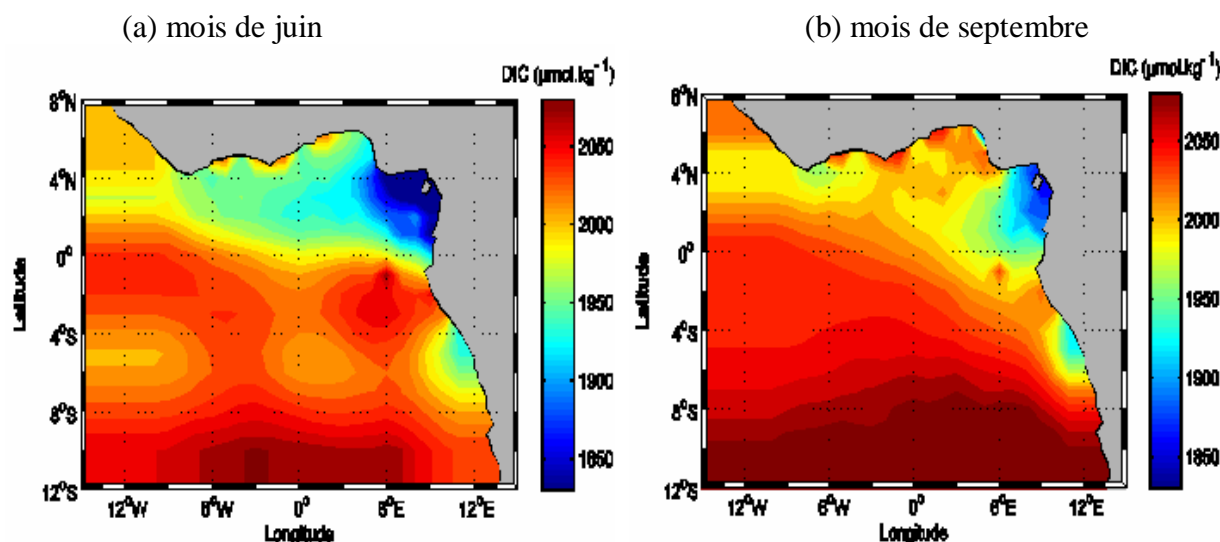 (a) mois de juin
(b) mois de septembre
DIC (µmol.kg⁻¹)
8°N
4°N
0°
4°S
8°S
12°S
Latitude
12°W
6°W
0°
6°E
12°E
Longitude
2050
2000
1950
1900
1850
DIC (µmol.kg⁻¹)
8°N
4°N
0°
4°S
8°S
12°S
Latitude
12°W
6°W
0°
6°E
12°E
Longitude
2050
2000
1950
1900
1850